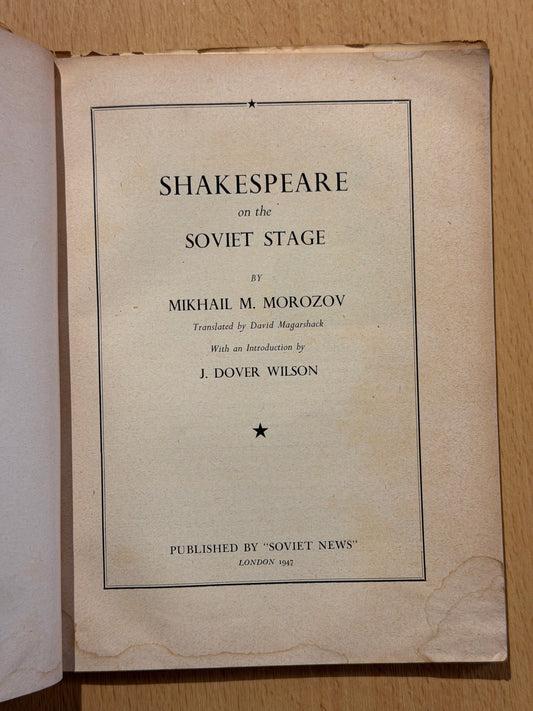 SHAKESPEARE
on the
SOVIET STAGE
BY
MIKHAIL M. MOROZOV
Translated by David Magarshack
With an Introduction by
J. DOVER WILSON
PUBLISHED BY "SOVIET NEWS"
LONDON 1947